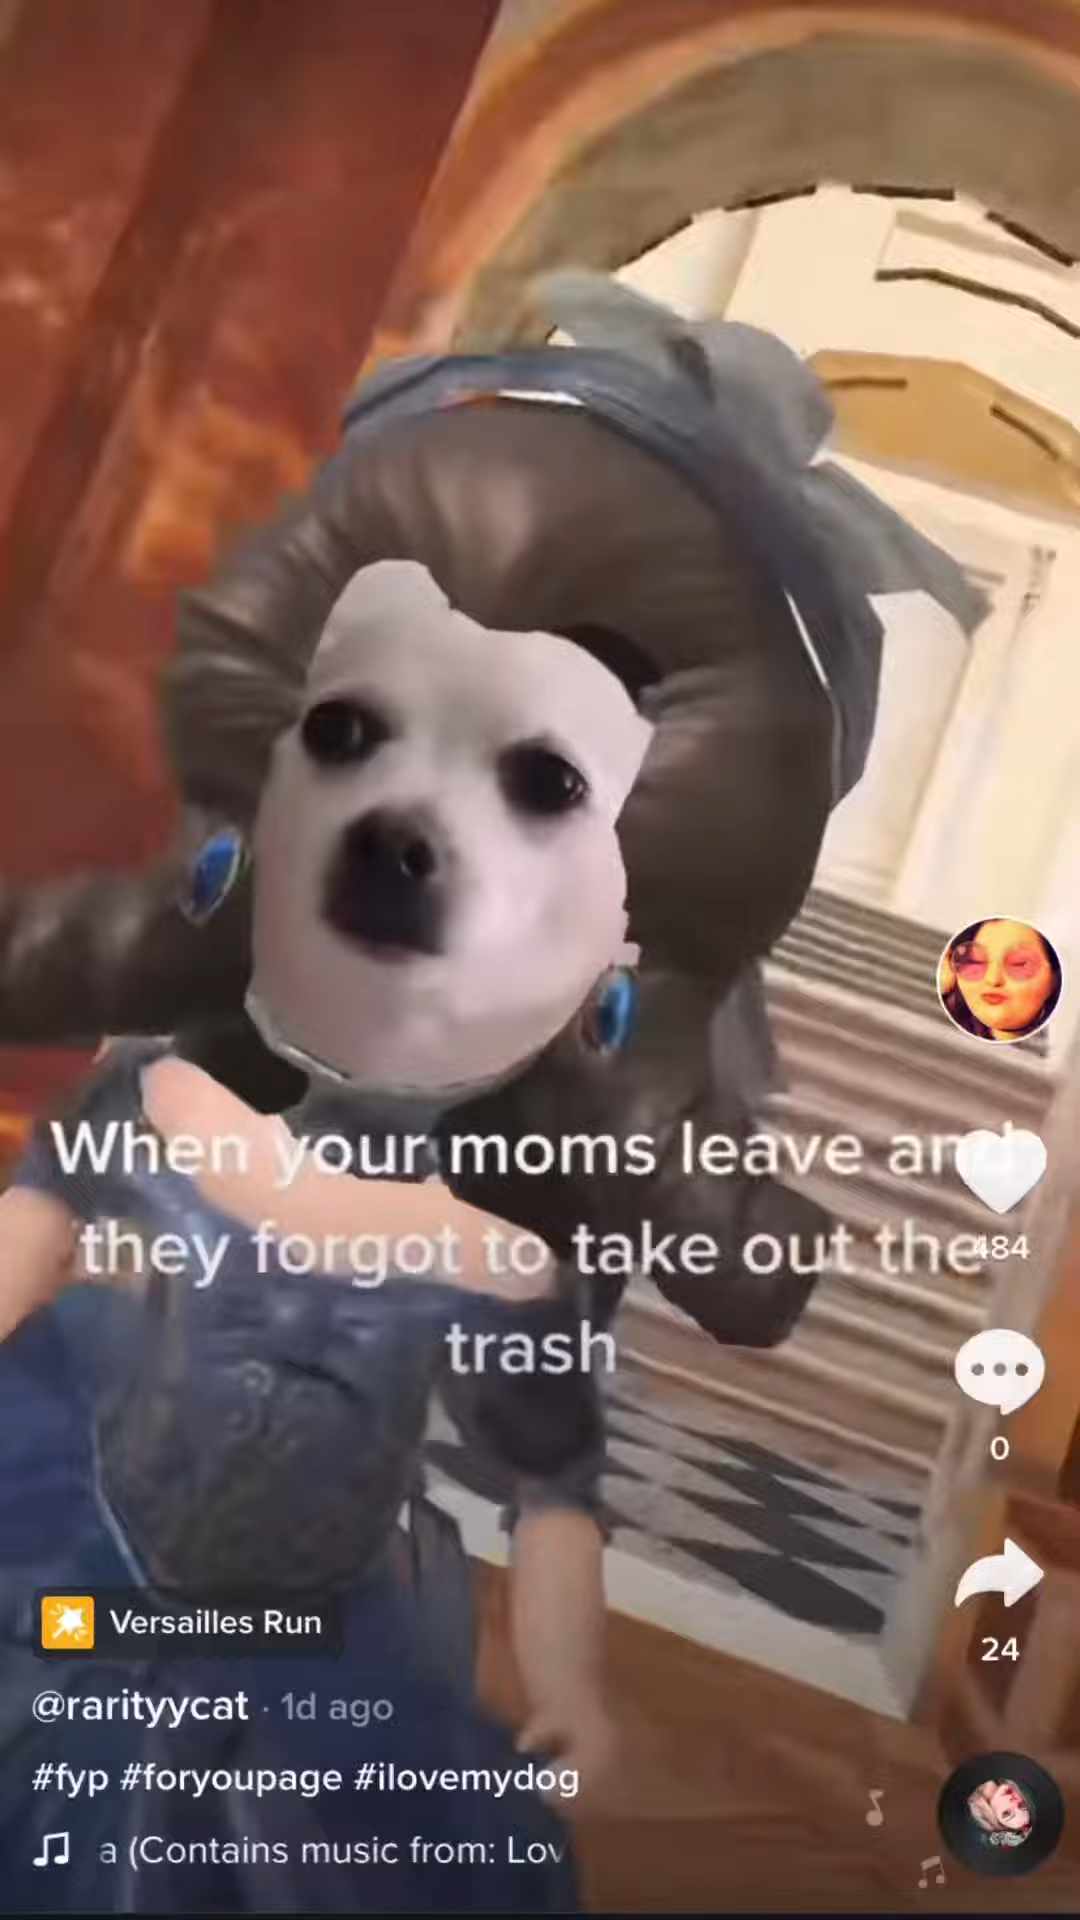 When your moms leave and
they forgot to take out the
trash
484
0
24
Versailles Run
@rarityycat · 1d ago
#fyp #foryoupage #ilovemydog
a (Contains music from: Lov